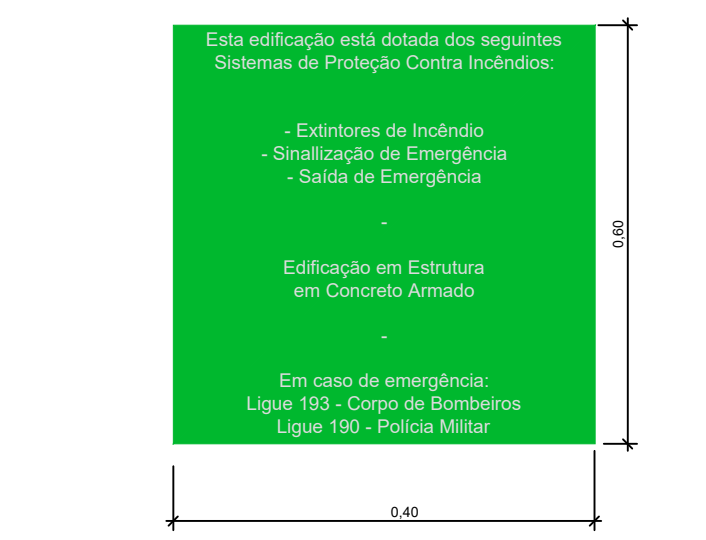 Esta edificação está dotada dos seguintes
Sistemas de Proteção Contra Incêndios:
- Extintores de Incêndio
- Sinallização de Emergência
- Saída de Emergência
-
Edificação em Estrutura
em Concreto Armado
-
Em caso de emergência:
Ligue 193 - Corpo de Bombeiros
Ligue 190 - Polícia Militar
0,60
0,40